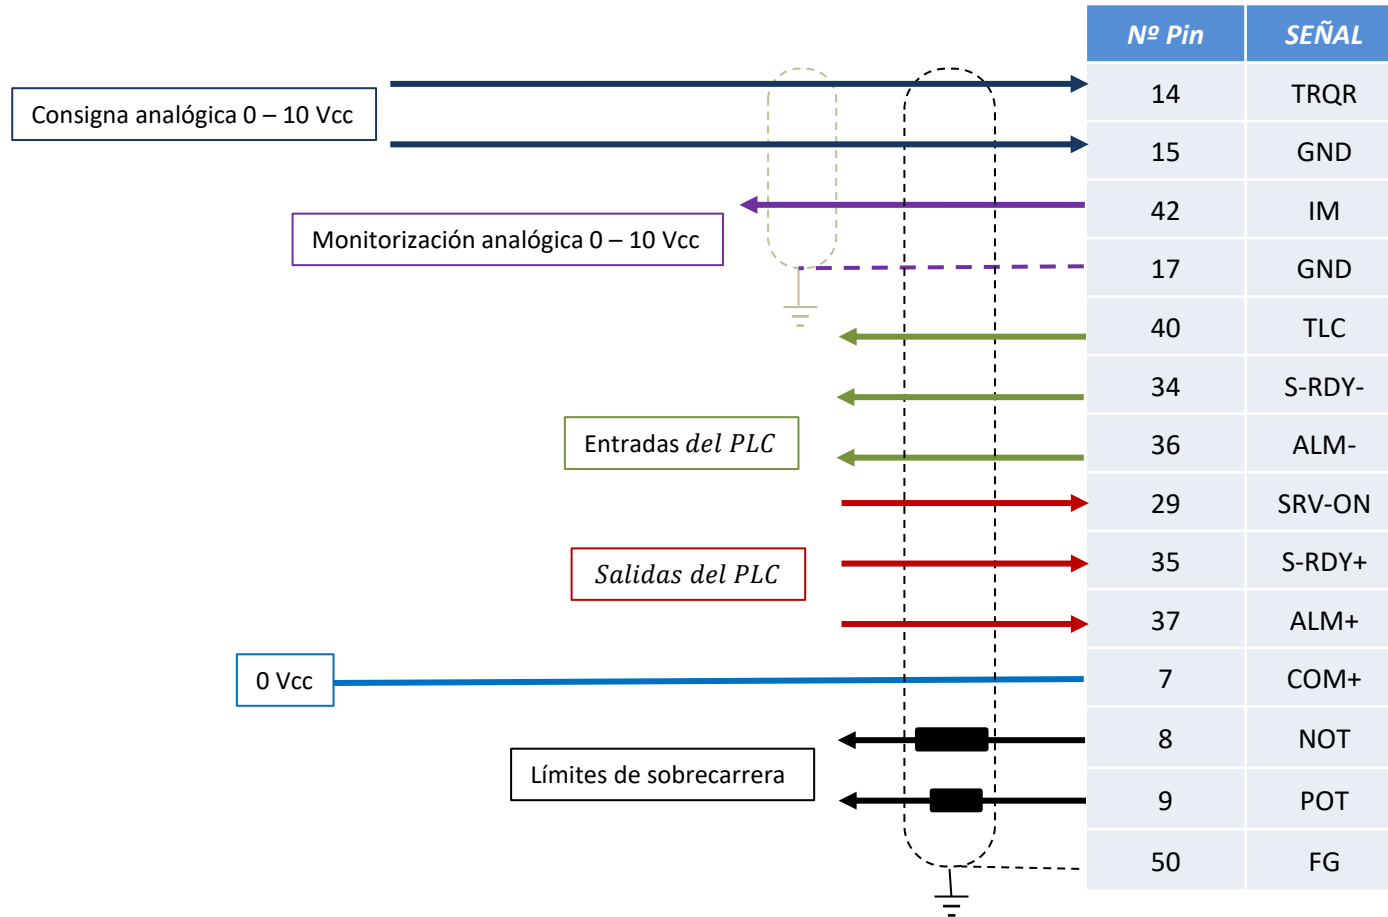 Nº Pin SEÑAL
Consigna analógica 0 – 10 Vcc
14 TRQR
15 GND
42 IM
Monitorización analógica 0 – 10 Vcc
17 GND
40 TLC
34 S-RDY-
Entradas del PLC
36 ALM-
29 SRV-ON
Salidas del PLC
35 S-RDY+
37 ALM+
0 Vcc
7 COM+
8 NOT
Límites de sobrecarrera
9 POT
50 FG